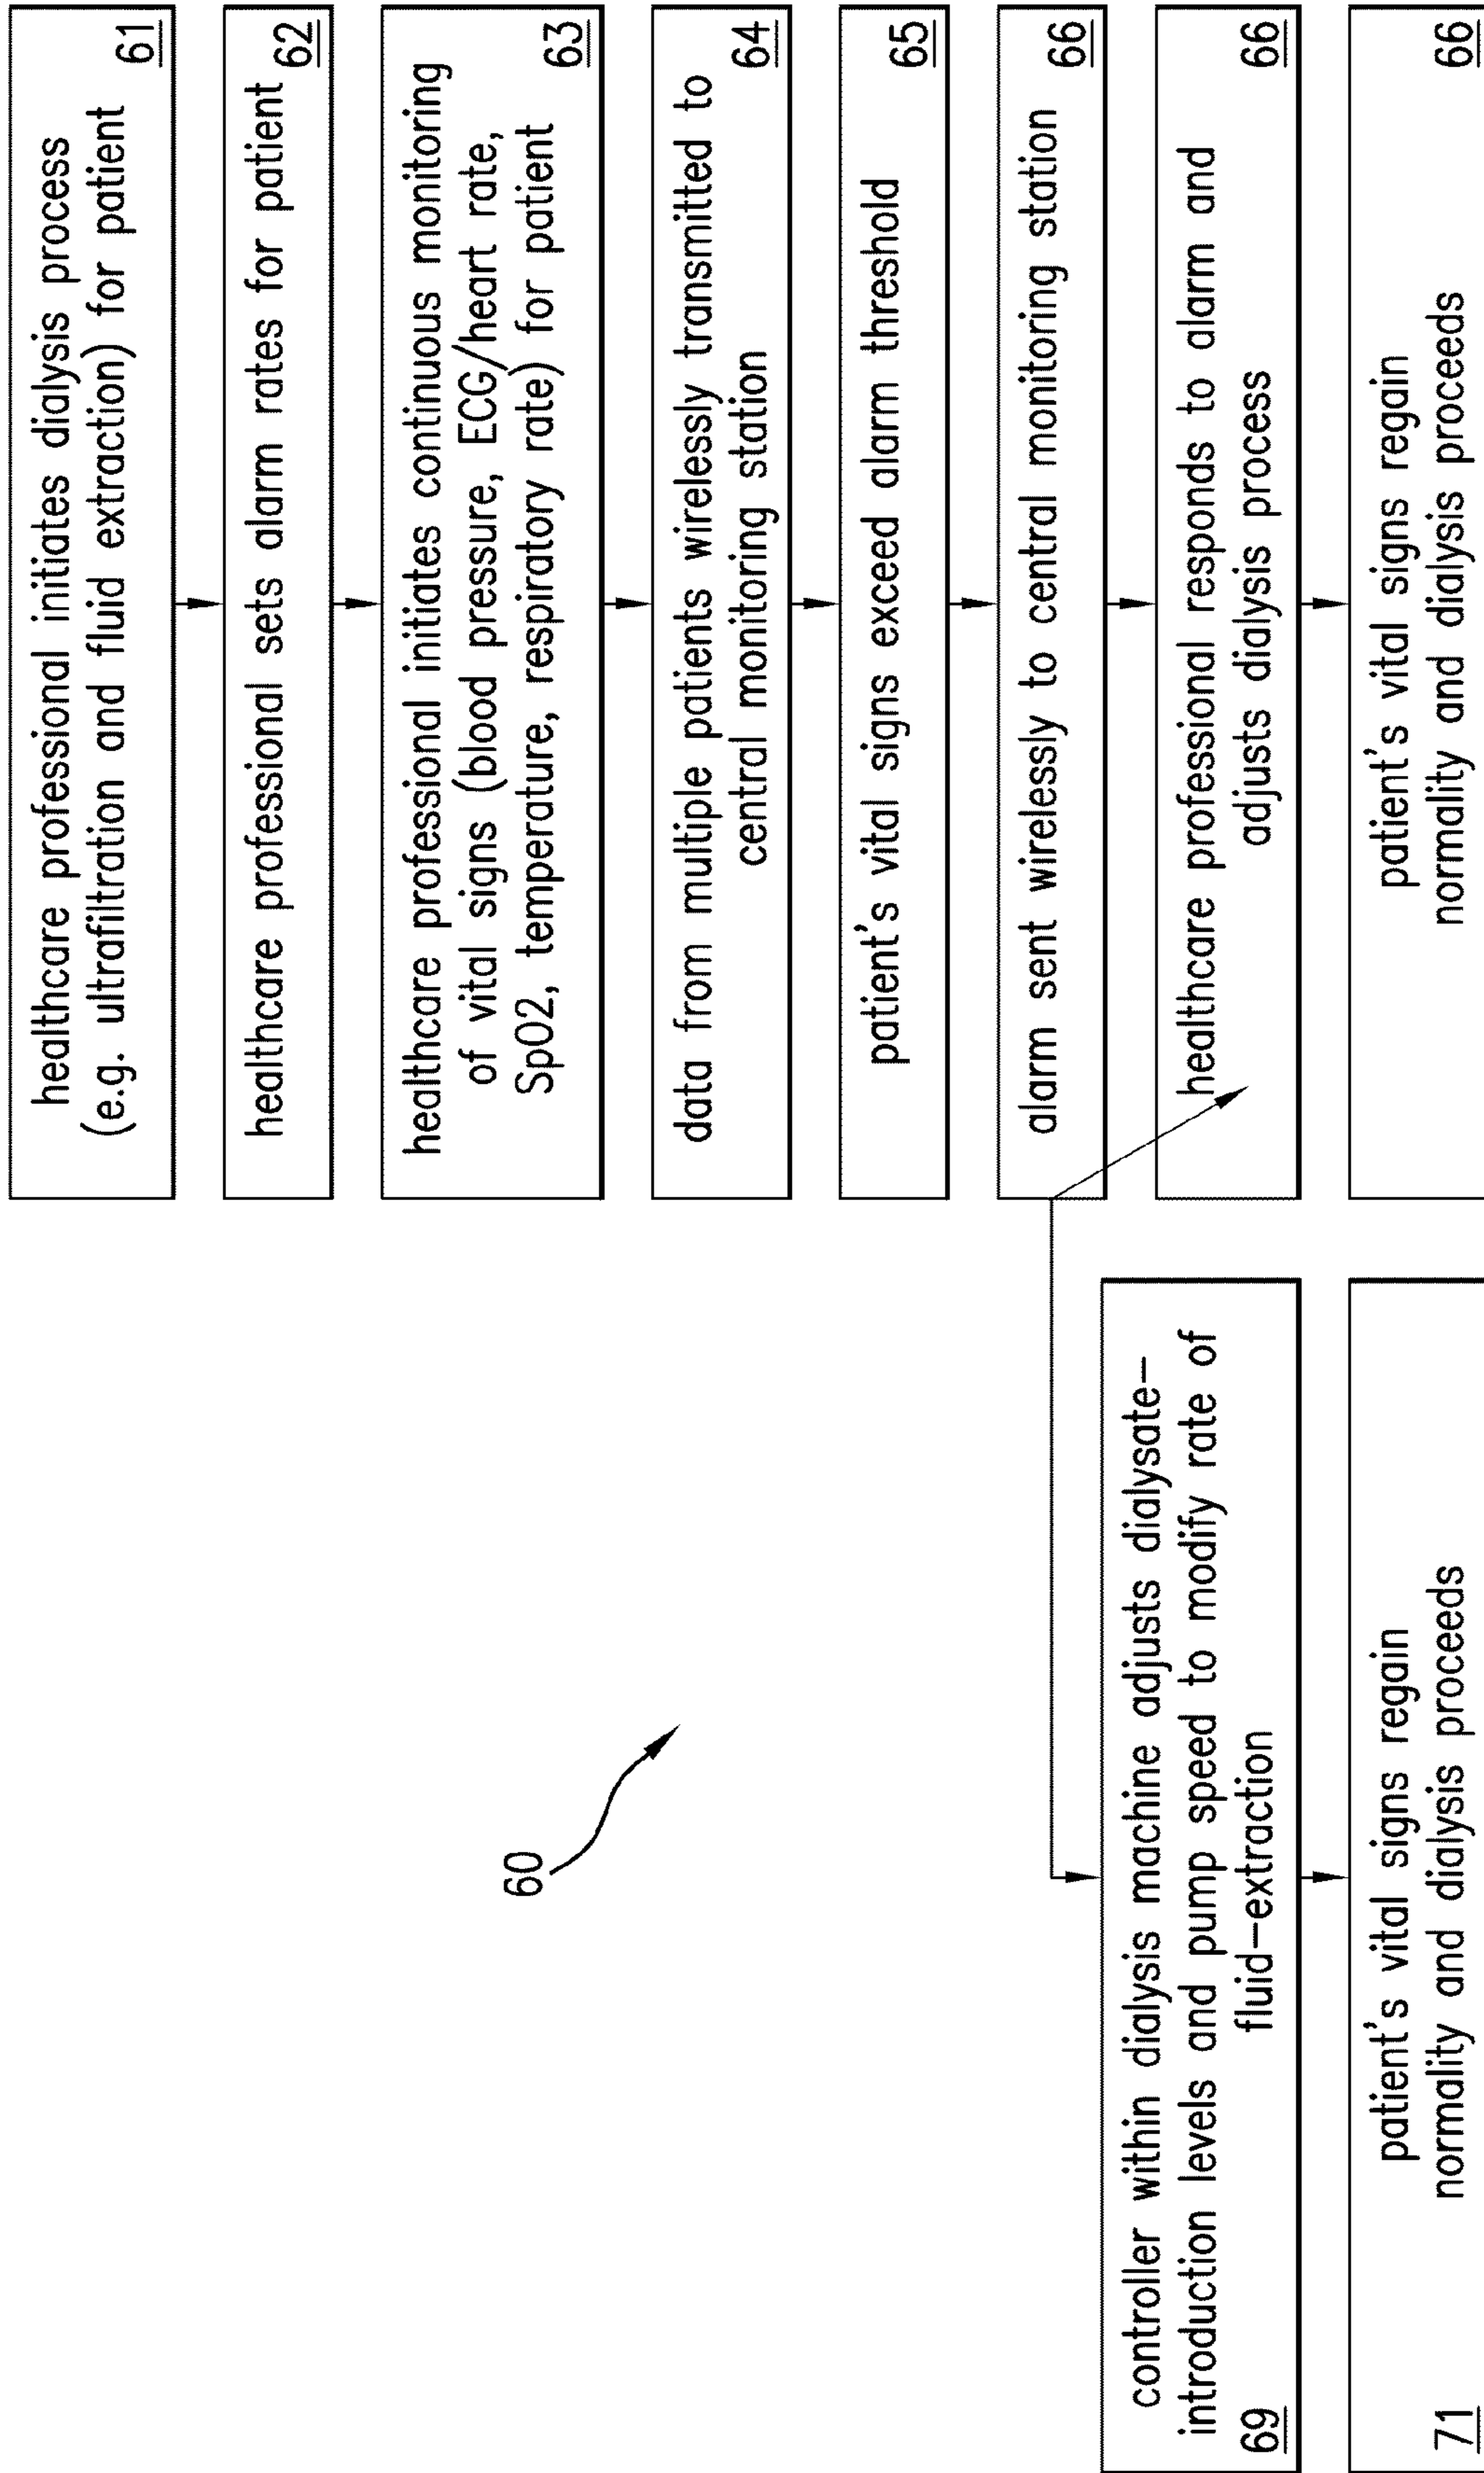 healthcare professional initiates dialysis process
(e.g. ultrafiltration and fluid extraction) for patient
61
healthcare professional sets alarm rates for patient
62
healthcare professional initiates continuous monitoring
of vital signs (blood pressure, ECG/heart rate,
SpO2, temperature, respiratory rate) for patient
63
data from multiple patients wirelessly transmitted to
central monitoring station
64
patient's vital signs exceed alarm threshold
65
alarm sent wirelessly to central monitoring station
66
healthcare professional responds to alarm and
adjusts dialysis process
66
patient's vital signs regain
normality and dialysis proceeds
66
60
controller within dialysis machine adjusts dialysate-
introduction levels and pump speed to modify rate of
fluid-extraction
69
patient's vital signs regain
normality and dialysis proceeds
71